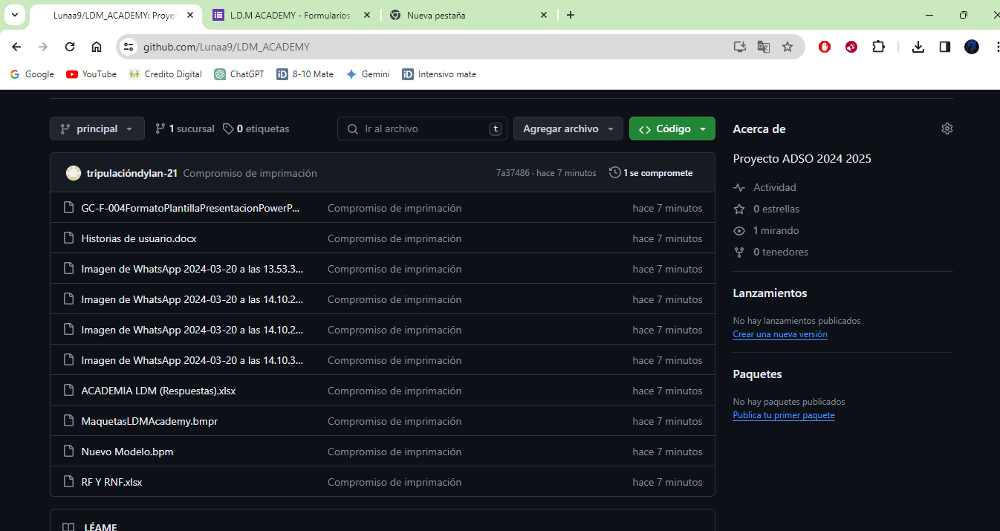 Lunaa9/LDM_ACADEMY: Proyec
L.D.M ACADEMY - Formularios
Nueva pestaña
github.com/Lunaa9/LDM_ACADEMY
Google
YouTube
Credito Digital
ChatGPT
8-10 Mate
Gemini
Intensivo mate
principal
1 sucursal
0 etiquetas
Ir al archivo
t
Agregar archivo
Código
tripulacióndylan-21 Compromiso de imprimación
7a37486 · hace 7 minutos
1 se compromete
GC-F-004FormatoPlantillaPresentacionPowerP... Compromiso de imprimación hace 7 minutos
Historias de usuario.docx Compromiso de imprimación hace 7 minutos
Imagen de WhatsApp 2024-03-20 a las 13.53.3... Compromiso de imprimación hace 7 minutos
Imagen de WhatsApp 2024-03-20 a las 14.10.2... Compromiso de imprimación hace 7 minutos
Imagen de WhatsApp 2024-03-20 a las 14.10.2... Compromiso de imprimación hace 7 minutos
Imagen de WhatsApp 2024-03-20 a las 14.10.3... Compromiso de imprimación hace 7 minutos
ACADEMIA LDM (Respuestas).xlsx Compromiso de imprimación hace 7 minutos
MaquetasLDMAcademy.bmpr Compromiso de imprimación hace 7 minutos
Nuevo Modelo.bpm Compromiso de imprimación hace 7 minutos
RF Y RNF.xlsx Compromiso de imprimación hace 7 minutos
LÉAME
Acerca de
Proyecto ADSO 2024 2025
Actividad
0 estrellas
1 mirando
0 tenedores
Lanzamientos
No hay lanzamientos publicados
Crear una nueva versión
Paquetes
No hay paquetes publicados
Publica tu primer paquete